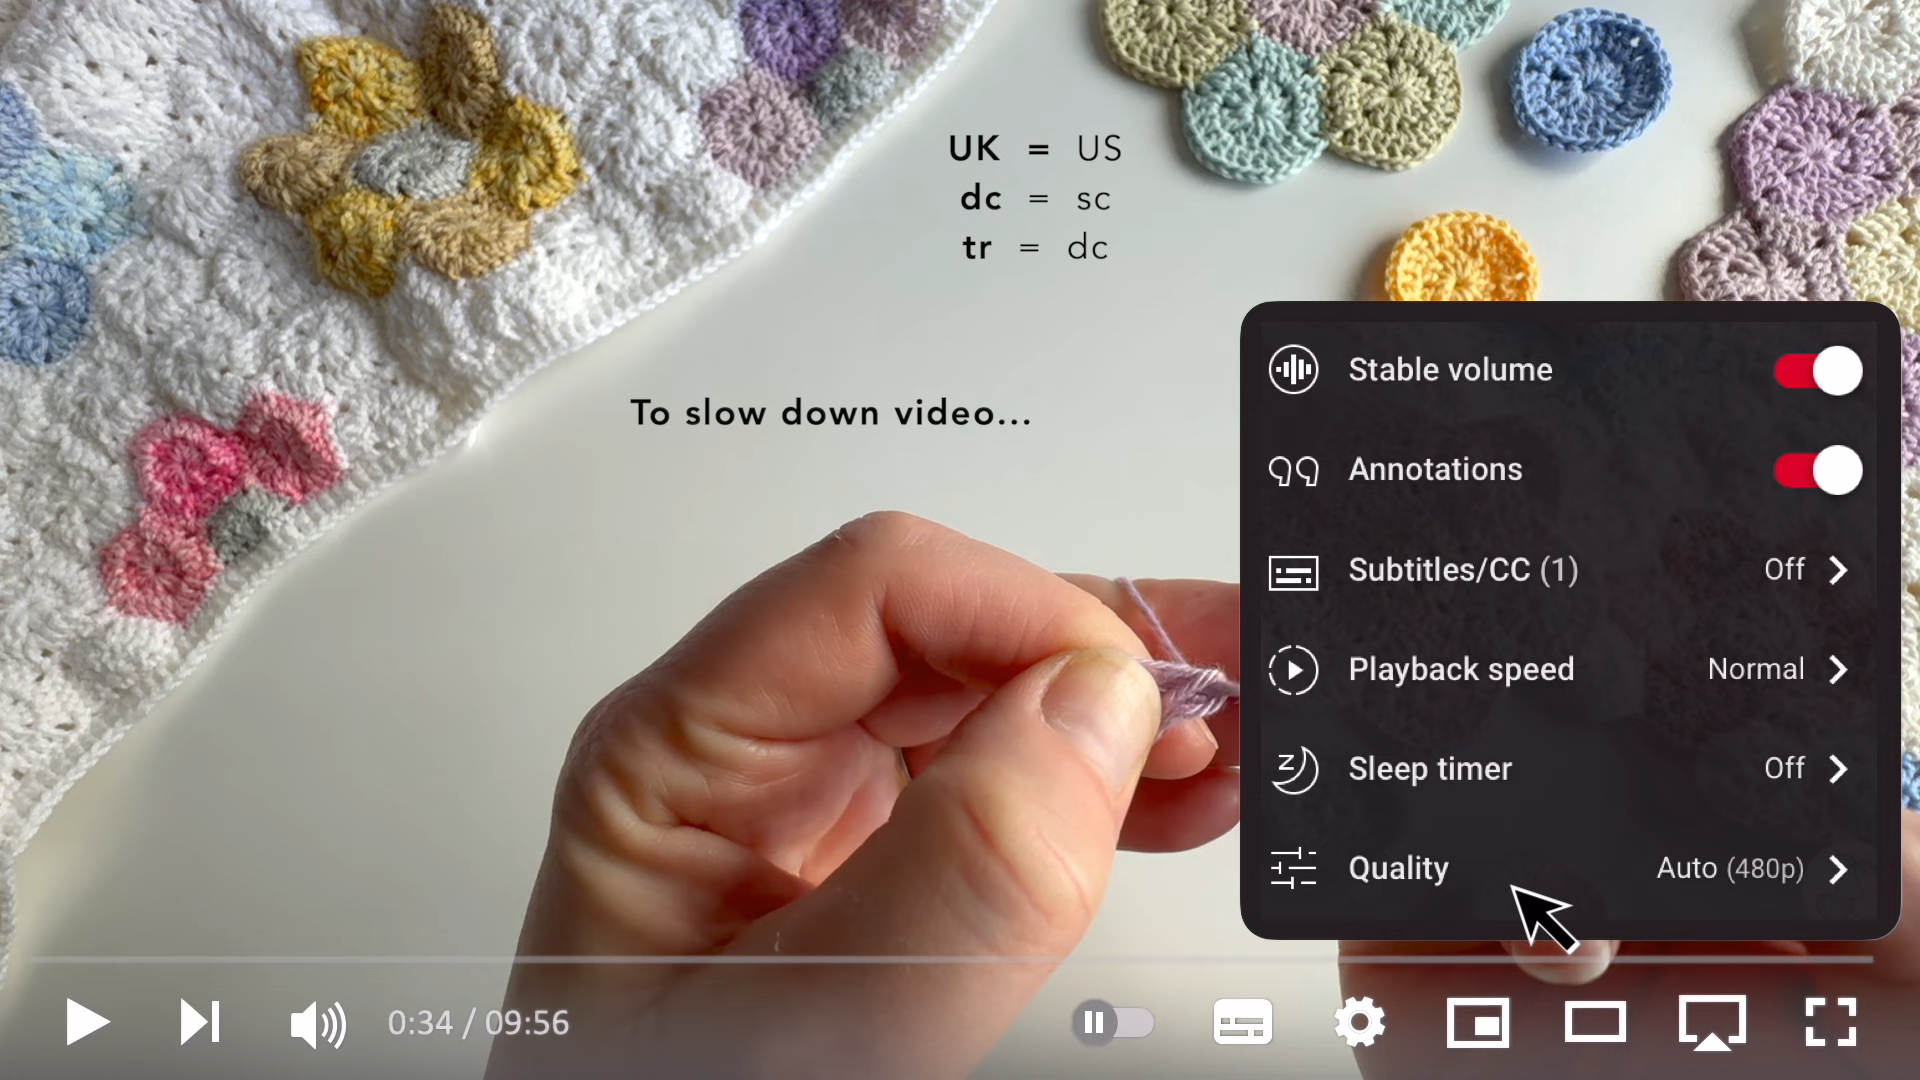 UK = US
dc = sc
tr = dc
To slow down video...
Stable volume
Annotations
Subtitles/CC (1) Off
Playback speed Normal
Sleep timer Off
Quality Auto (480p)
0:34 / 09:56